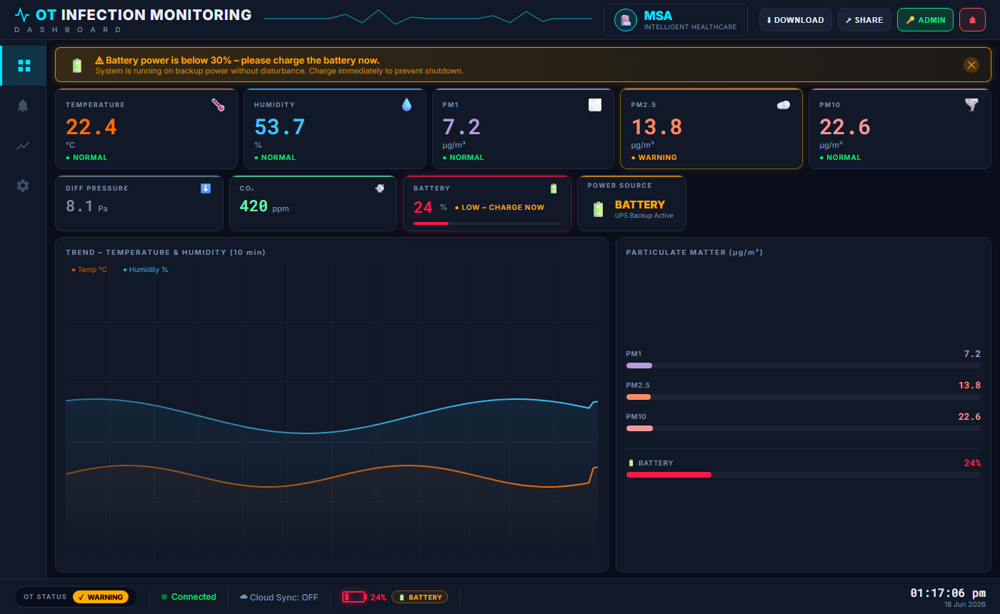 OT INFECTION MONITORING
DASHBOARD
MSA
INTELLIGENT HEALTHCARE
⬇ DOWNLOAD
↗ SHARE
🔑 ADMIN
⚠ Battery power is below 30% – please charge the battery now.
System is running on backup power without disturbance. Charge immediately to prevent shutdown.
TEMPERATURE
22.4
°C
● NORMAL
HUMIDITY
53.7
%
● NORMAL
PM1
7.2
µg/m³
● NORMAL
PM2.5
13.8
µg/m³
● WARNING
PM10
22.6
µg/m³
● NORMAL
DIFF PRESSURE
8.1 Pa
CO₂
420 ppm
BATTERY
24 % ● LOW – CHARGE NOW
POWER SOURCE
BATTERY
UPS Backup Active
TREND – TEMPERATURE & HUMIDITY (10 min)
● Temp °C ● Humidity %
PARTICULATE MATTER (µg/m³)
PM1 7.2
PM2.5 13.8
PM10 22.6
BATTERY 24%
OT STATUS ✓ WARNING
Connected
Cloud Sync: OFF
24%
BATTERY
01:17:06 pm
18 Jun 2026